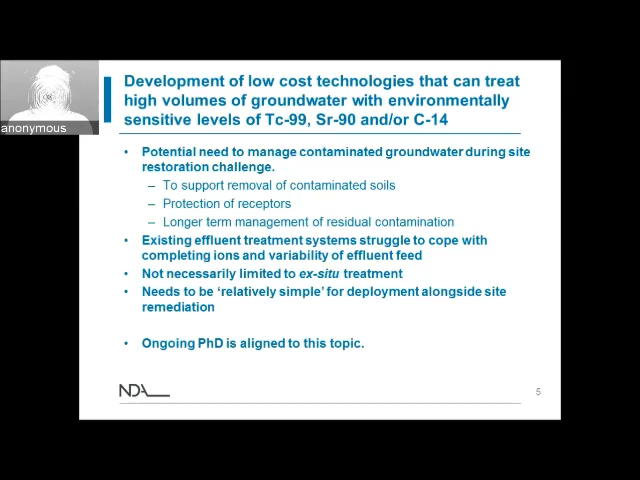 Development of low cost technologies that can treat
high volumes of groundwater with environmentally
sensitive levels of Tc-99, Sr-90 and/or C-14
anonymous
• Potential need to manage contaminated groundwater during site
restoration challenge.
– To support removal of contaminated soils
– Protection of receptors
– Longer term management of residual contamination
• Existing effluent treatment systems struggle to cope with
completing ions and variability of effluent feed
• Not necessarily limited to ex-situ treatment
• Needs to be ‘relatively simple’ for deployment alongside site
remediation
• Ongoing PhD is aligned to this topic.
NDA
5